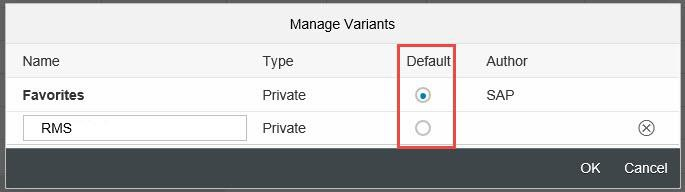 Manage Variants
Name Type Default Author
Favorites Private SAP
RMS Private
OK Cancel